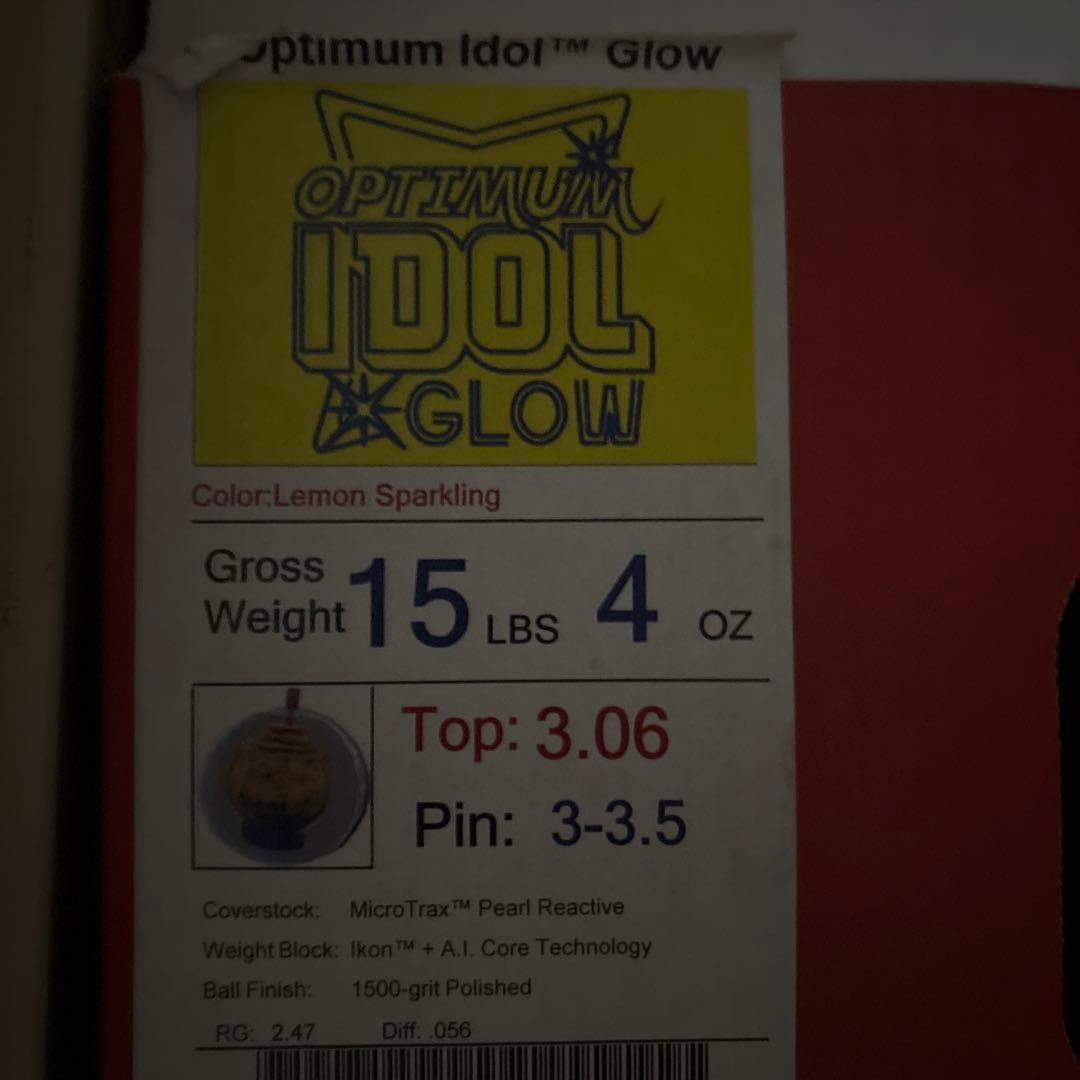 Optimum Idol™ Glow
OPTIMUM
IDOL
GLOW
Color:Lemon Sparkling
Gross Weight 15 LBS 4 OZ
Top: 3.06
Pin: 3-3.5
Coverstock: MicroTrax™ Pearl Reactive
Weight Block: Ikon™ + A.I. Core Technology
Ball Finish: 1500-grit Polished
RG: 2.47 Diff: .056